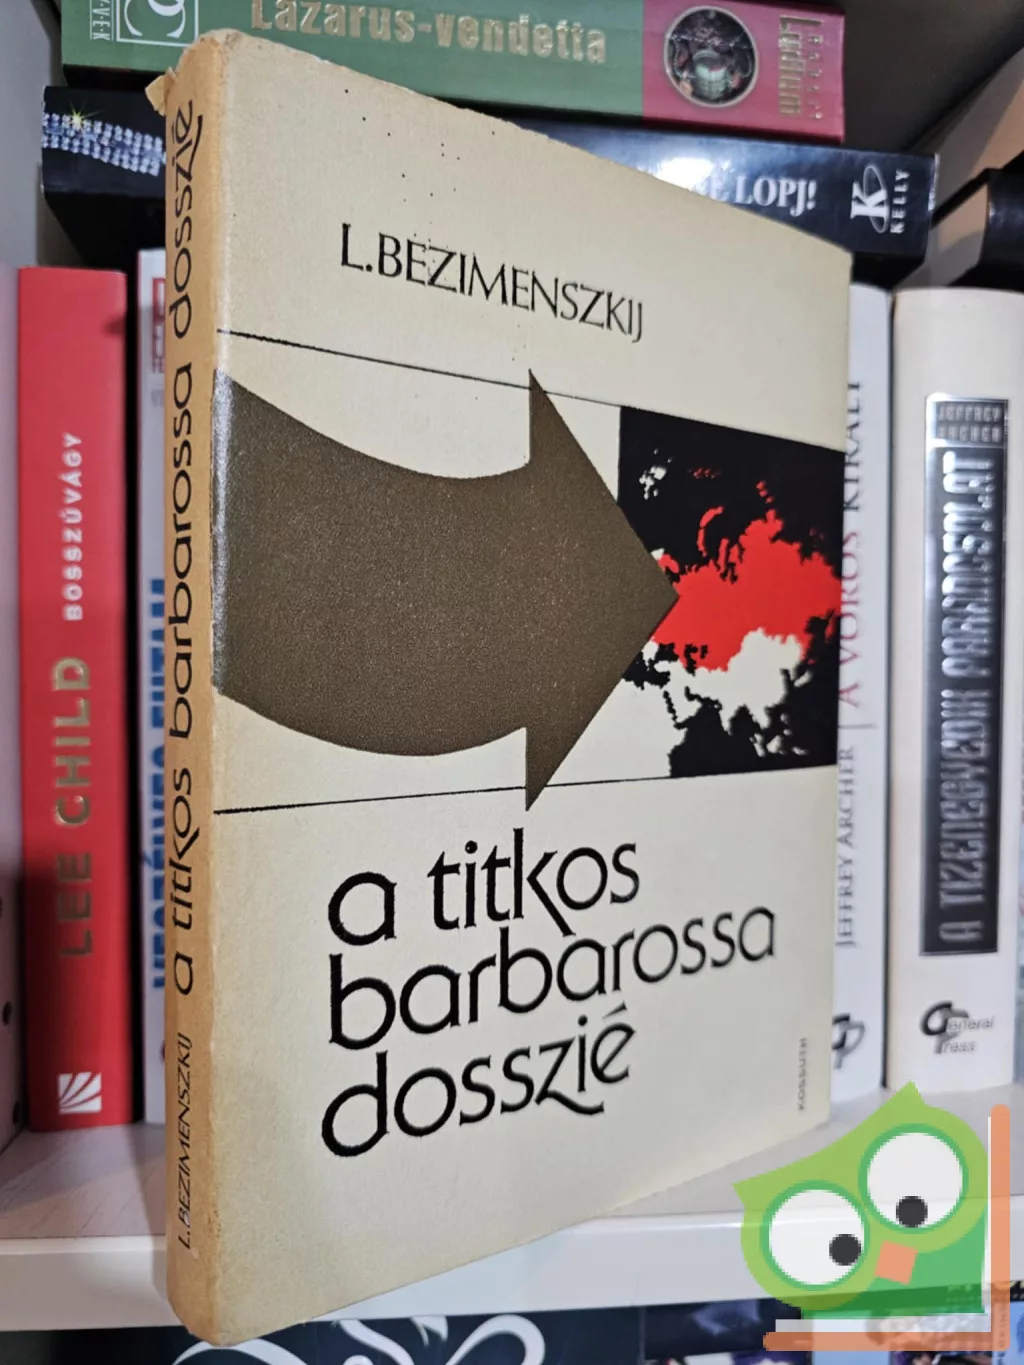 Lazarus-vendetta
Ludlum
E LOPJ!
KELLY
L.BEZIMENSZKIJ
a titkos
barbarossa
dosszié
KOSSUTH
L.BEZIMENSZKIJ a titkos barbarossa dosszié
LEE CHILD BOSSZÚVÁGY
JEFFREY ARCHER A VÖRÖS KIRÁLY
JEFFREY
ARCHER
A TIZENEGYEDIK PARANCSOLAT
General
Press